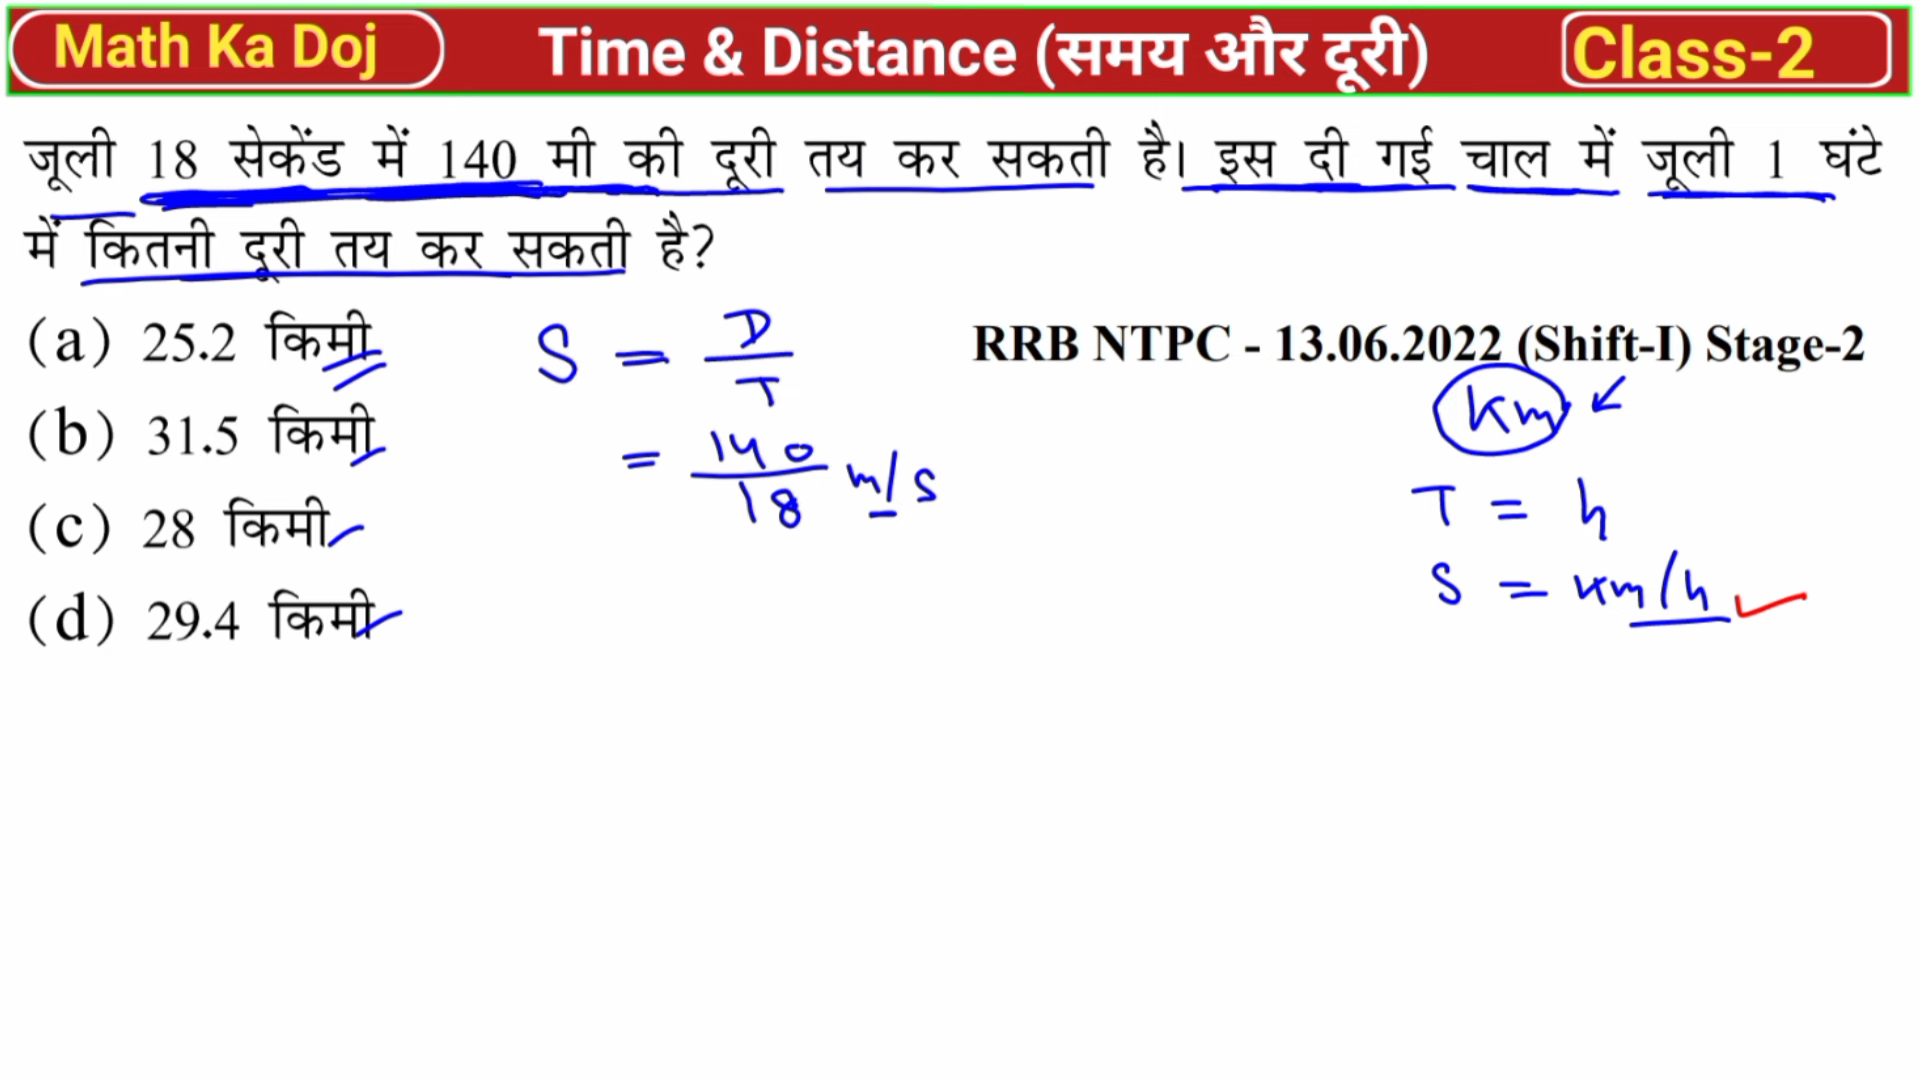 Math Ka Doj Time & Distance (समय और दूरी) Class-2
जूली 18 सेकेंड में 140 मी की दूरी तय कर सकती है। इस दी गई चाल में जूली 1 घंटे
में कितनी दूरी तय कर सकती है?
(a) 25.2 किमी
RRB NTPC - 13.06.2022 (Shift-I) Stage-2
(b) 31.5 किमी
(c) 28 किमी
(d) 29.4 किमी
S = D/T
= 140/18 m/s
km
T = h
S = km/h